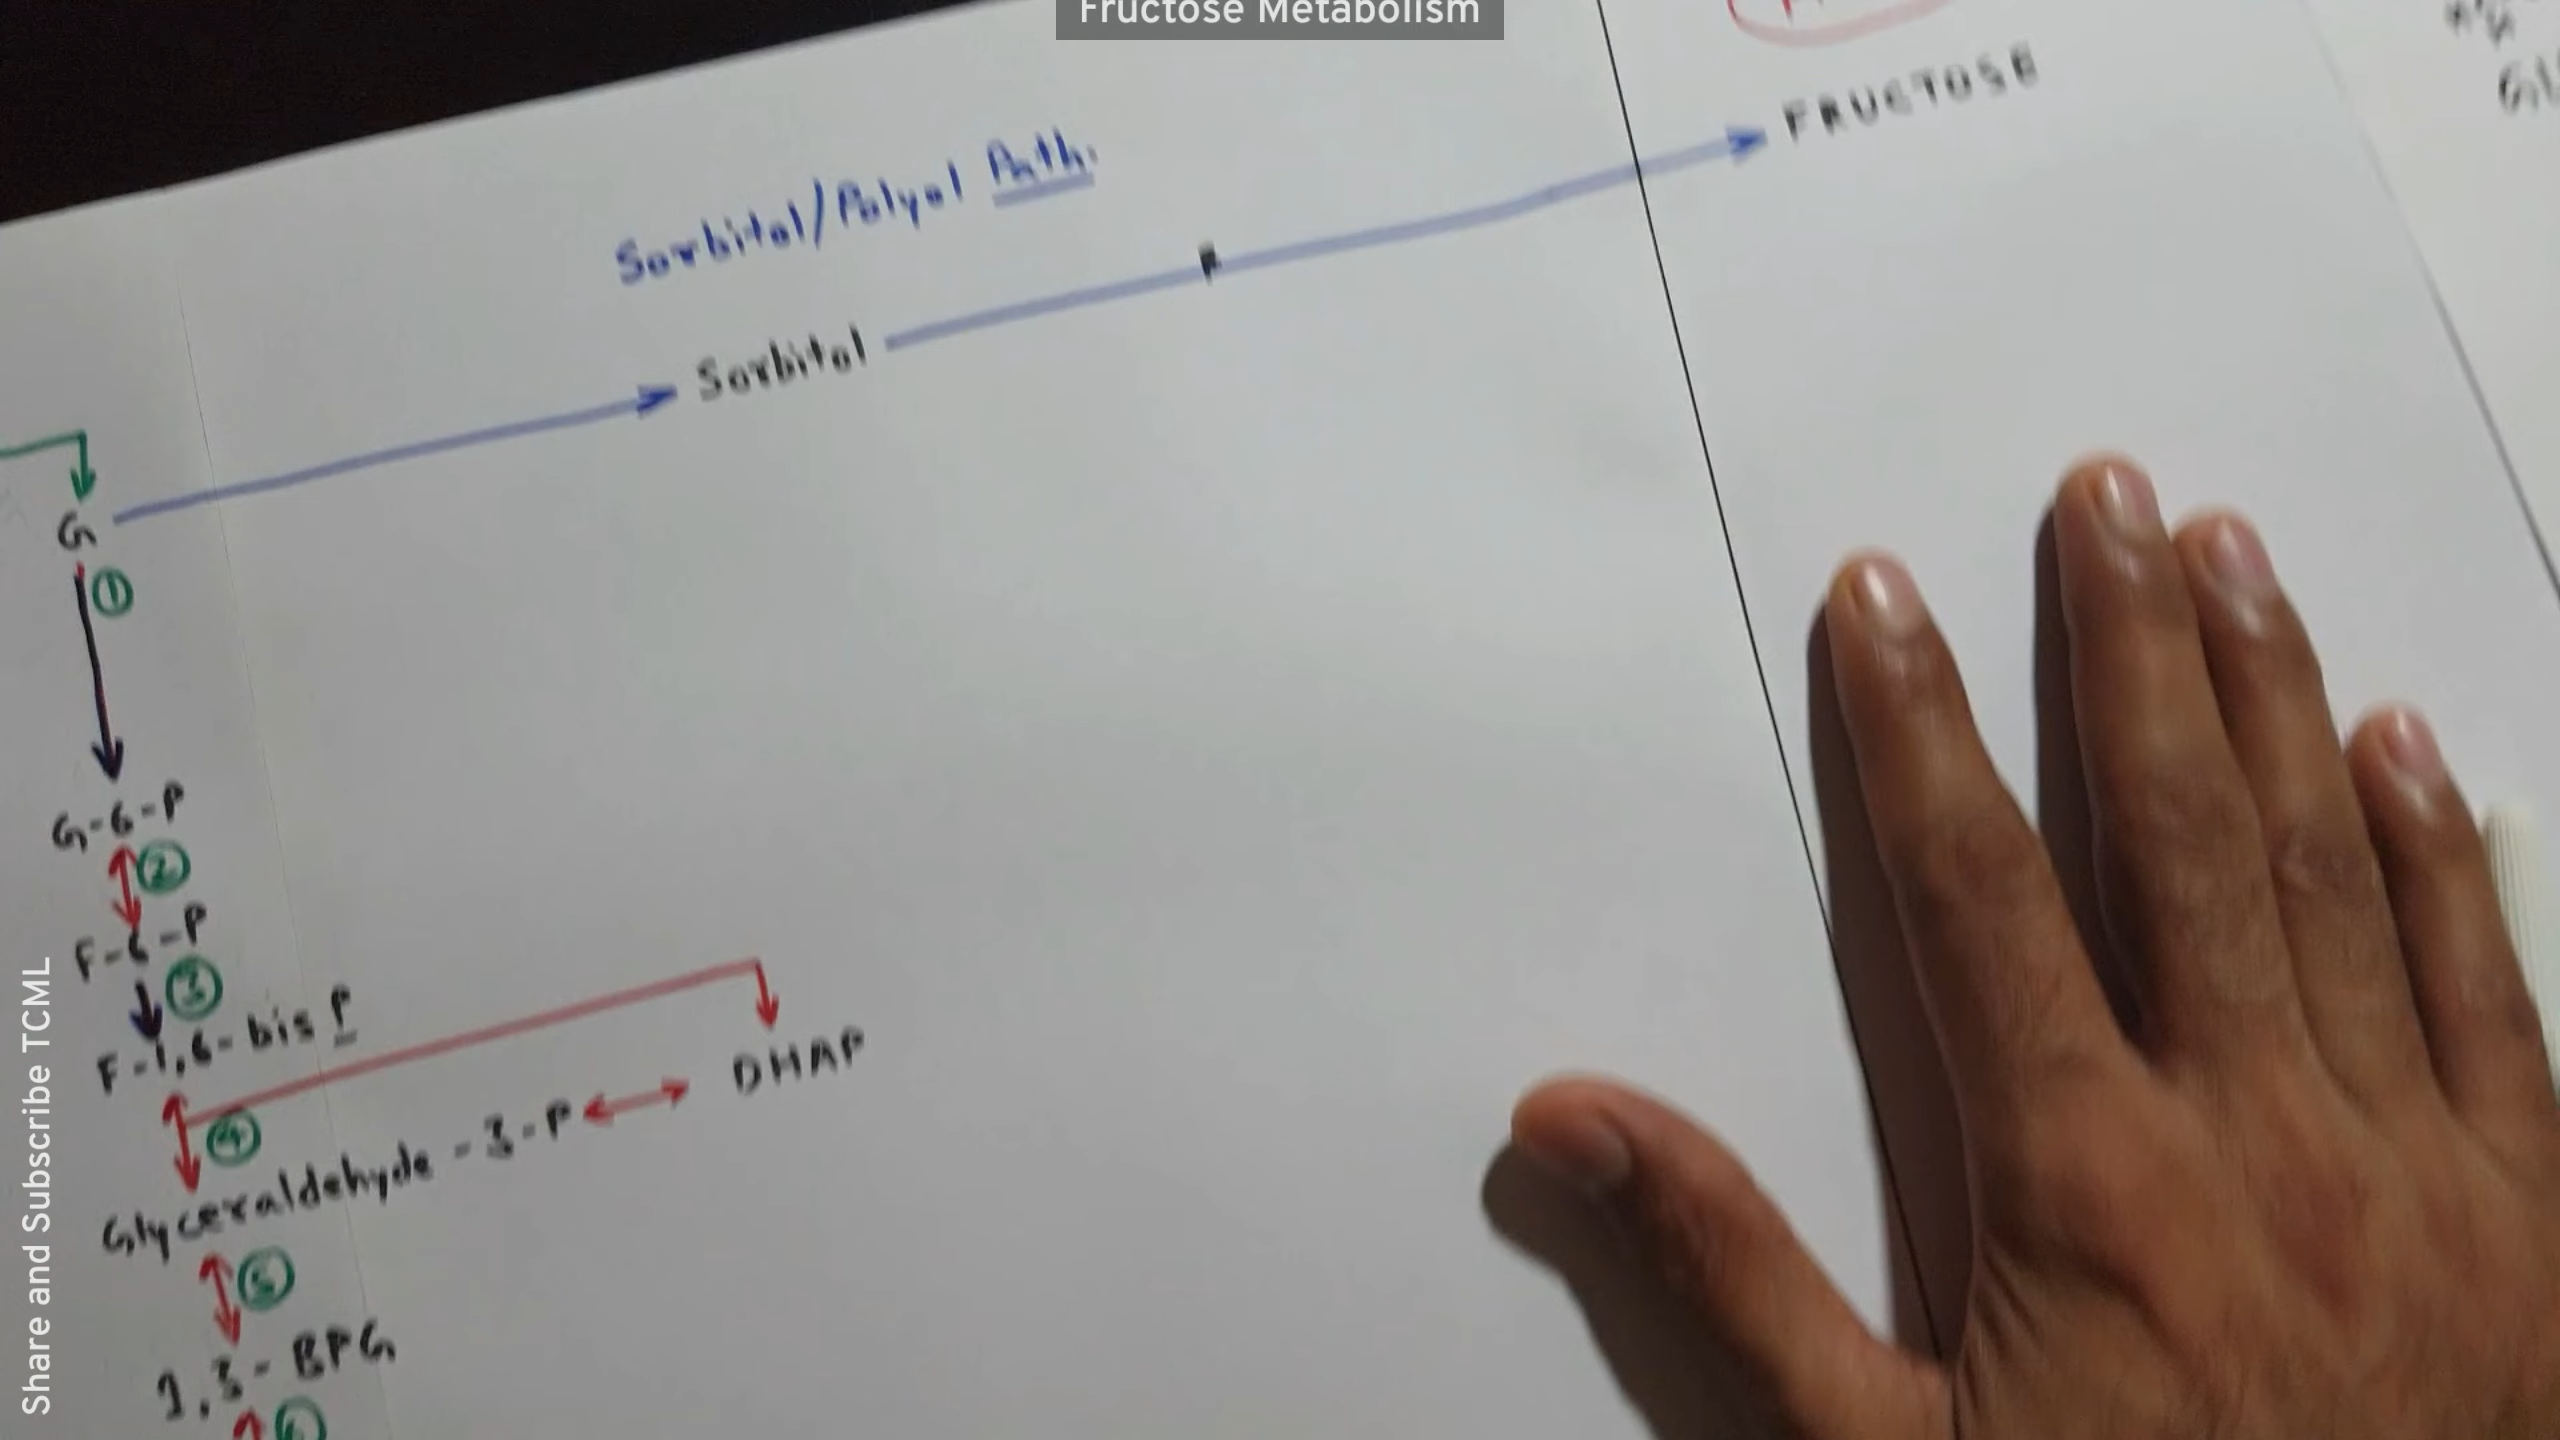 Fructose Metabolism
FRUCTOSE
Sorbitol/Polyol Path.
Sorbitol
G
①
G-6-P
②
F-6-P
③
F-1,6-bis P
DHAP
④
Glyceraldehyde-3-P
⑤
1,3-BPG
Share and Subscribe TCML